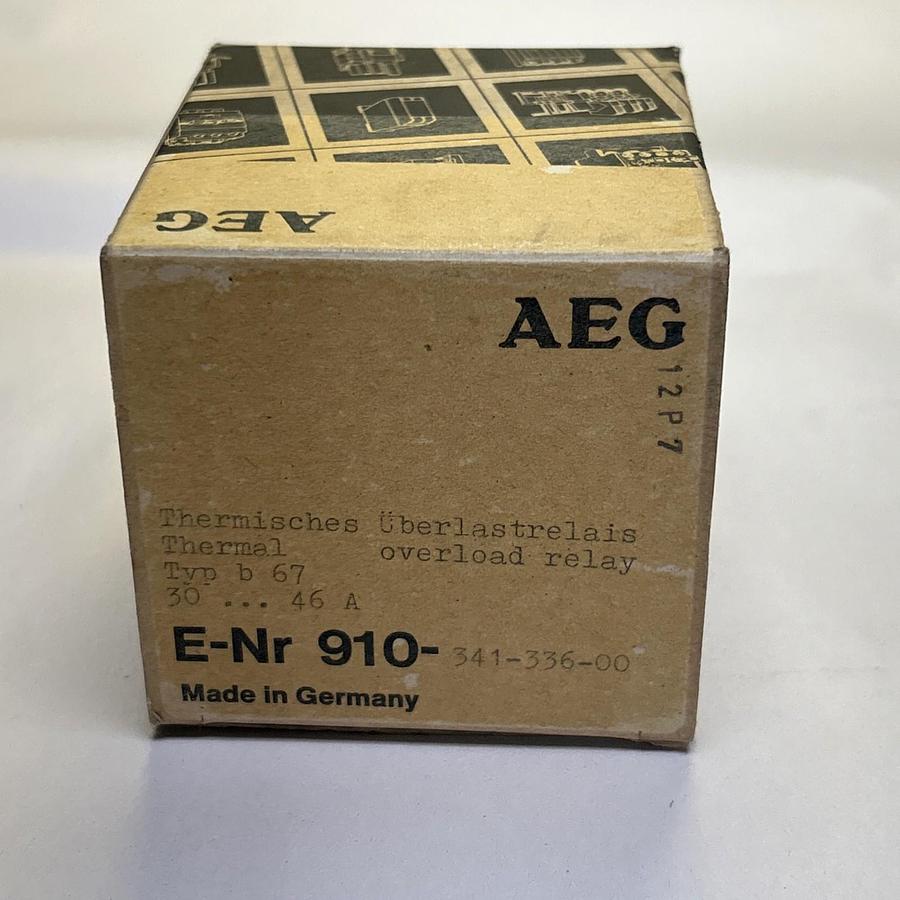 AEG
AEG
12P7
Thermisches Überlastrelais
Thermal overload relay
Typ b 67
30 ... 46 A
E-Nr 910-341-336-00
Made in Germany